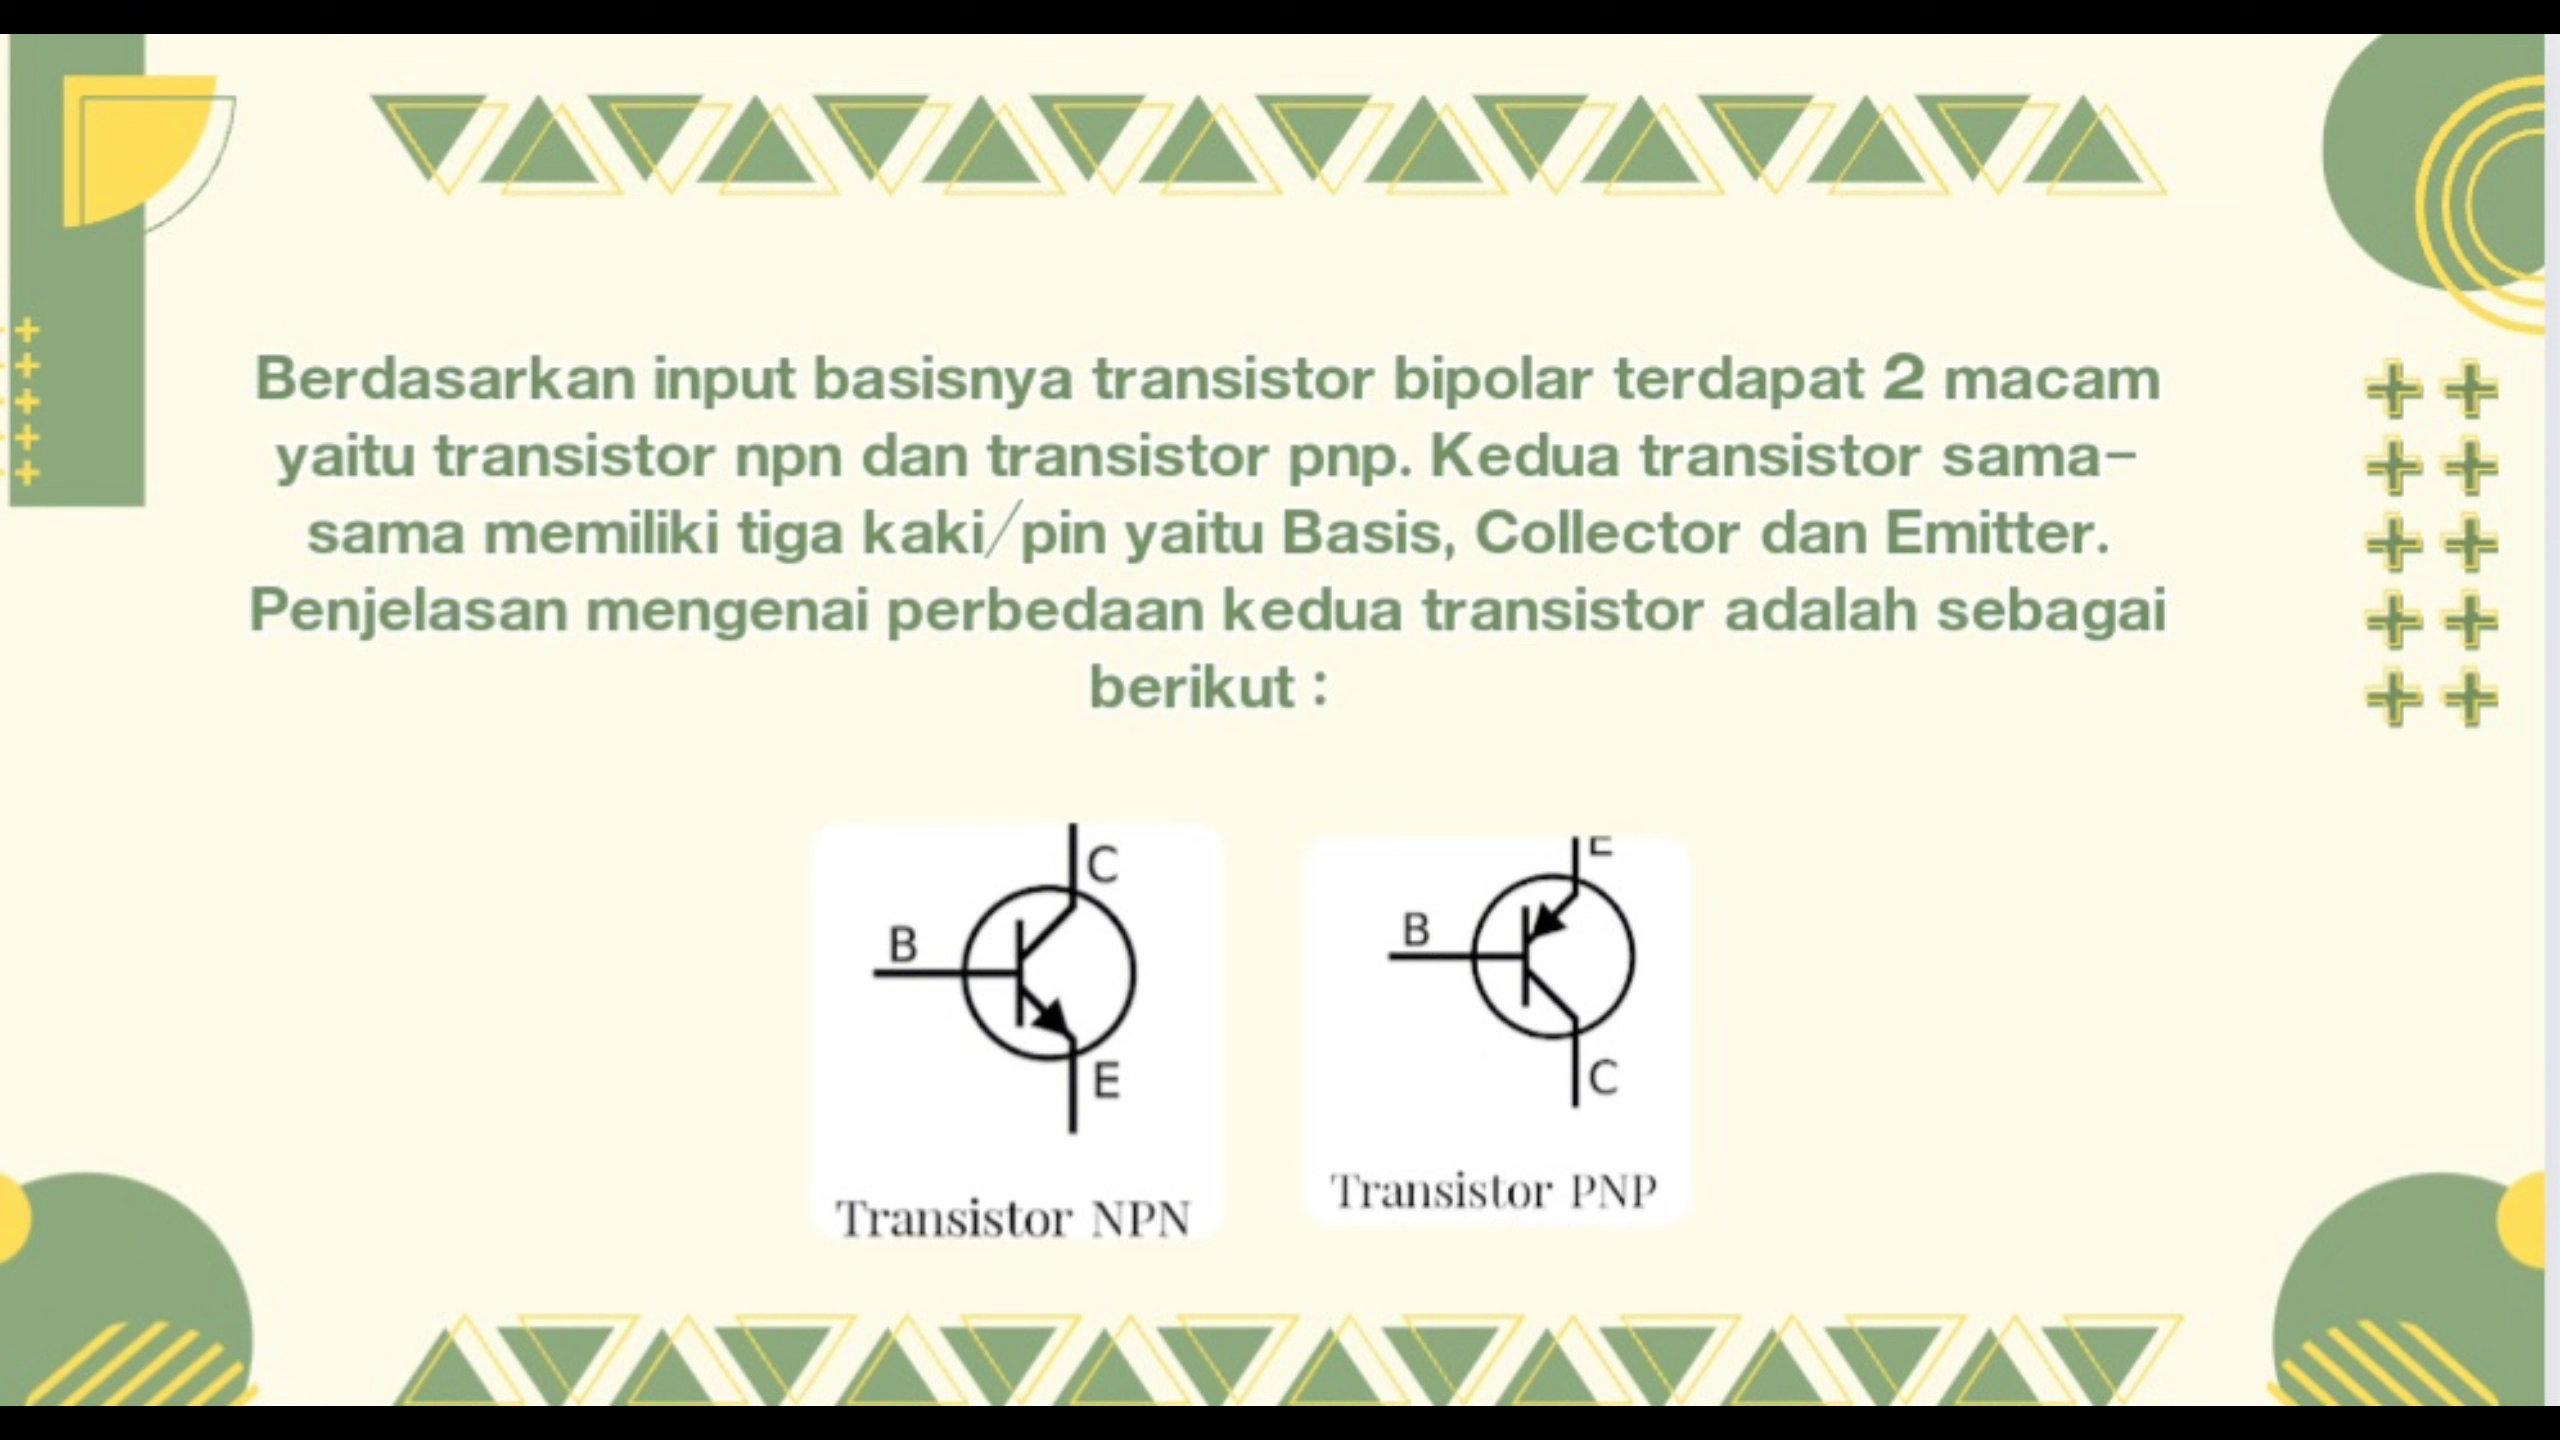 Berdasarkan input basisnya transistor bipolar terdapat 2 macam
yaitu transistor npn dan transistor pnp. Kedua transistor sama-
sama memiliki tiga kaki/pin yaitu Basis, Collector dan Emitter.
Penjelasan mengenai perbedaan kedua transistor adalah sebagai
berikut :
C
B
E
Transistor NPN
E
B
C
Transistor PNP